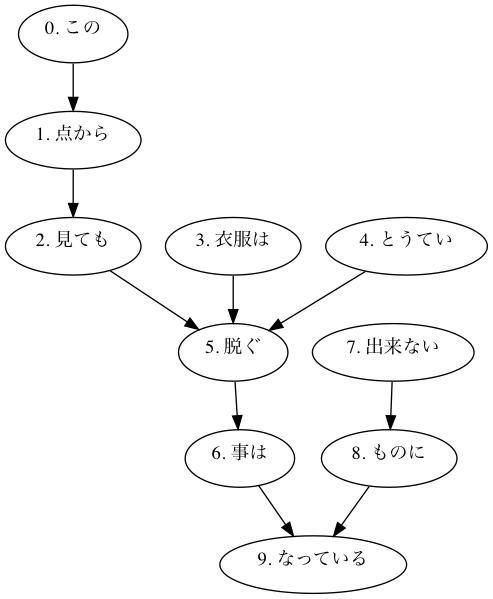 0. この
1. 点から
2. 見ても
3. 衣服は
4. とうてい
5. 脱ぐ
7. 出来ない
6. 事は
8. ものに
9. なっている